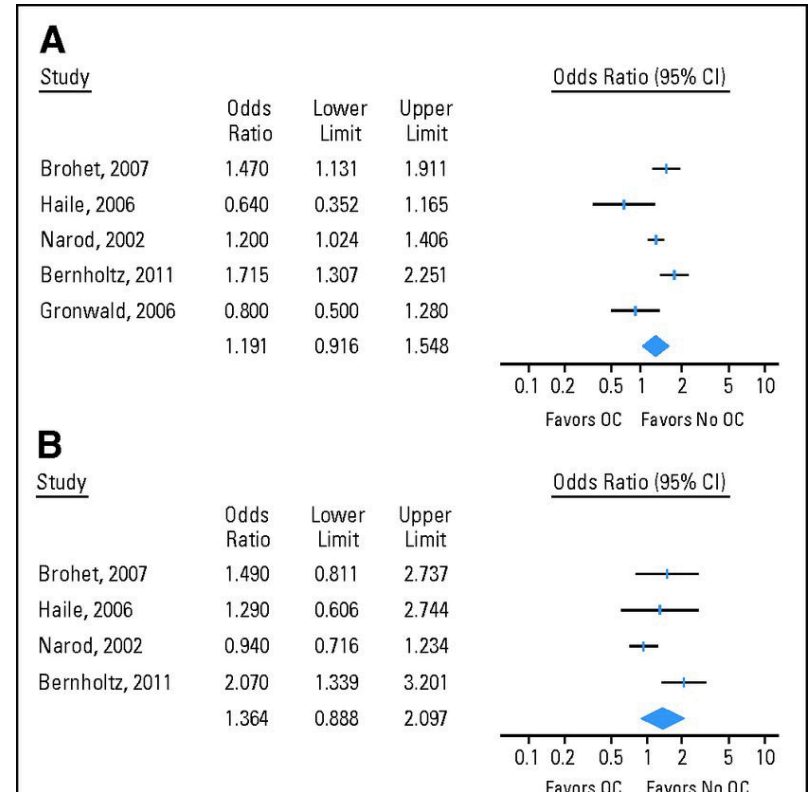 A
Study
Odds Ratio (95% CI)
Odds Lower Upper
Ratio Limit Limit
Brohet, 2007 1.470 1.131 1.911
Haile, 2006 0.640 0.352 1.165
Narod, 2002 1.200 1.024 1.406
Bernholtz, 2011 1.715 1.307 2.251
Gronwald, 2006 0.800 0.500 1.280
1.191 0.916 1.548
0.1 0.2 0.5 1 2 5 10
Favors OC Favors No OC
B
Study
Odds Ratio (95% CI)
Odds Lower Upper
Ratio Limit Limit
Brohet, 2007 1.490 0.811 2.737
Haile, 2006 1.290 0.606 2.744
Narod, 2002 0.940 0.716 1.234
Bernholtz, 2011 2.070 1.339 3.201
1.364 0.888 2.097
0.1 0.2 0.5 1 2 5 10
Favors OC Favors No OC